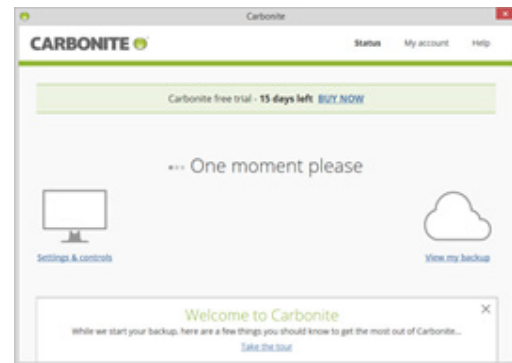 Carbonite
CARBONITE
Status My account Help
Carbonite free trial - 15 days left BUY NOW
One moment please
Settings & controls
View my backup
Welcome to Carbonite
While we start your backup, here are a few things you should know to get the most out of Carbonite...
Take the tour